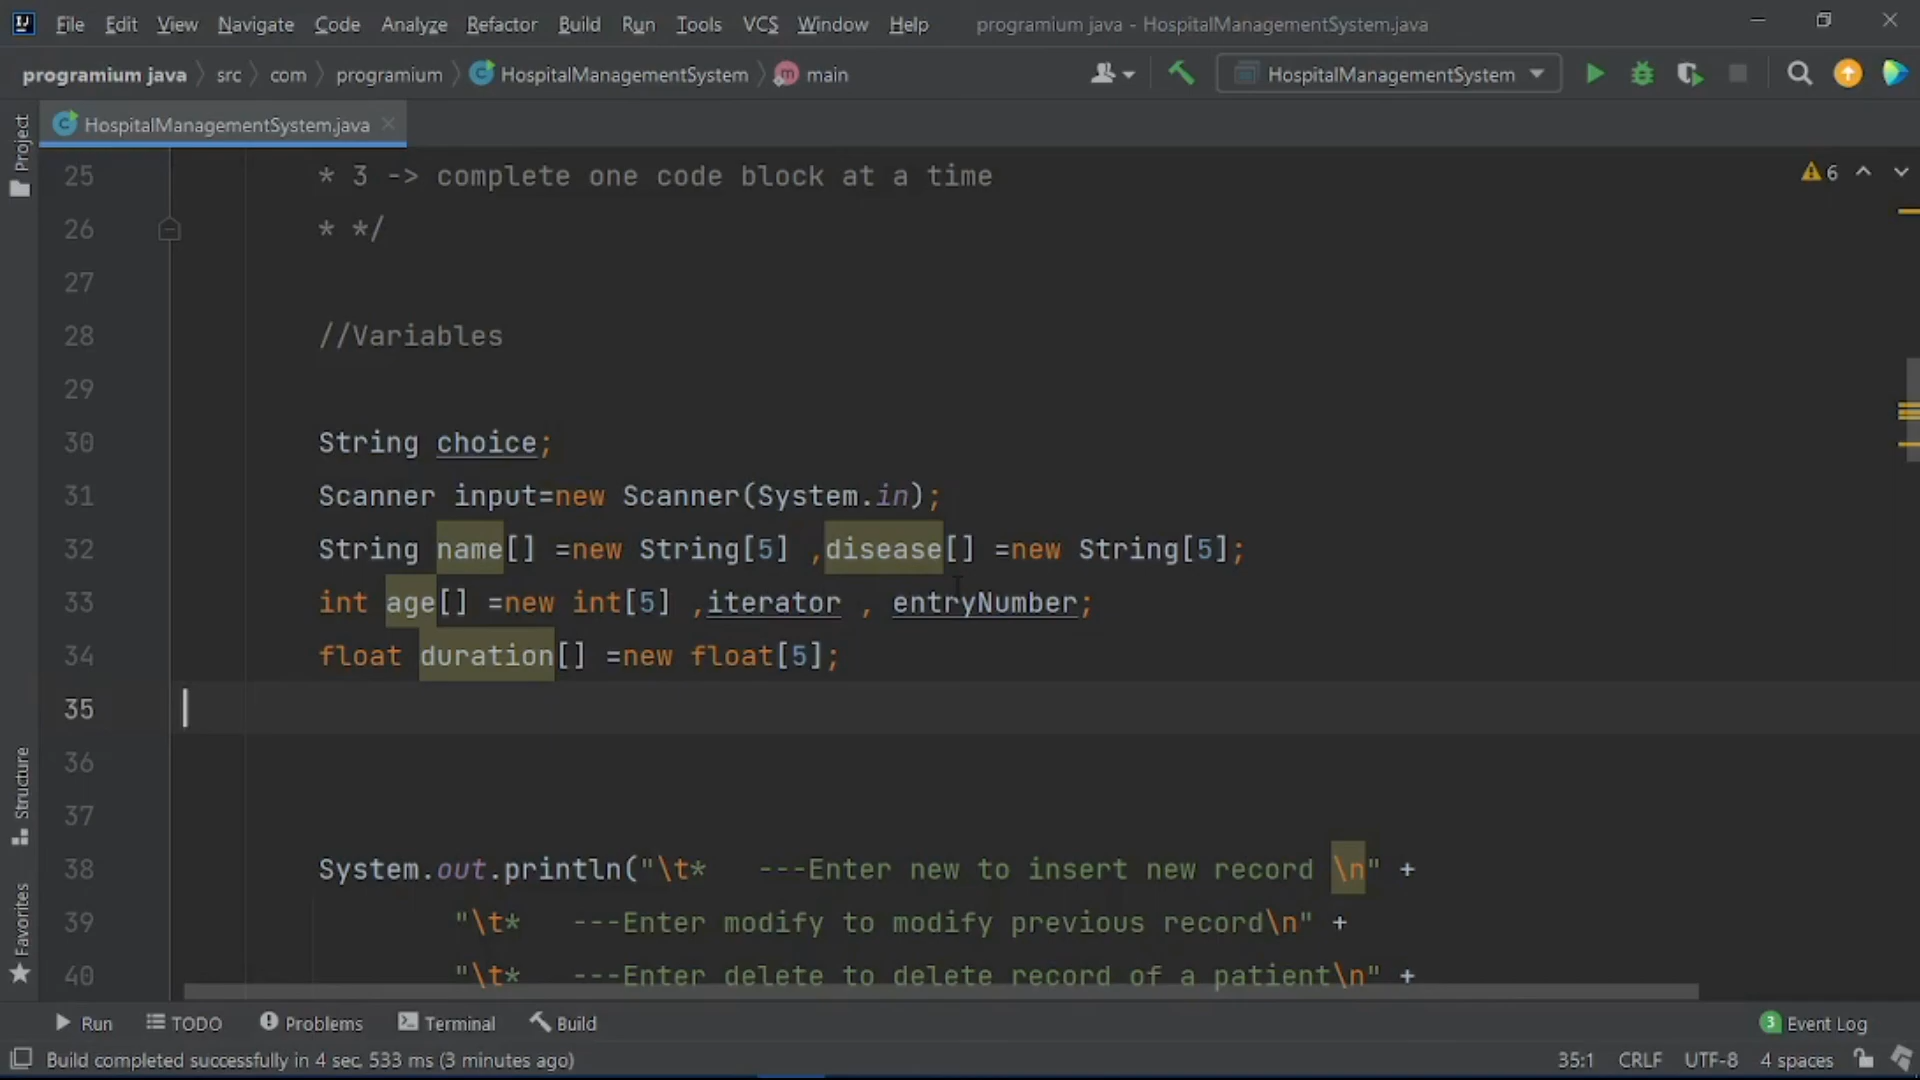 File Edit View Navigate Code Analyze Refactor Build Run Tools VCS Window Help programium java - HospitalManagementSystem.java
programium java src com programium HospitalManagementSystem main HospitalManagementSystem
HospitalManagementSystem.java
Project
25 * 3 -> complete one code block at a time
6
26 * */
27
28 //Variables
29
30 String choice;
31 Scanner input=new Scanner(System.in);
32 String name[] =new String[5] ,disease[] =new String[5];
33 int age[] =new int[5] ,iterator , entryNumber;
34 float duration[] =new float[5];
35
36
37
38 System.out.println("\t*   ---Enter new to insert new record \n" +
39 "\t*   ---Enter modify to modify previous record\n" +
40 "\t*   ---Enter delete to delete record of a patient\n" +
Structure
Favorites
Run TODO Problems Terminal Build 3 Event Log
Build completed successfully in 4 sec, 533 ms (3 minutes ago) 35:1 CRLF UTF-8 4 spaces